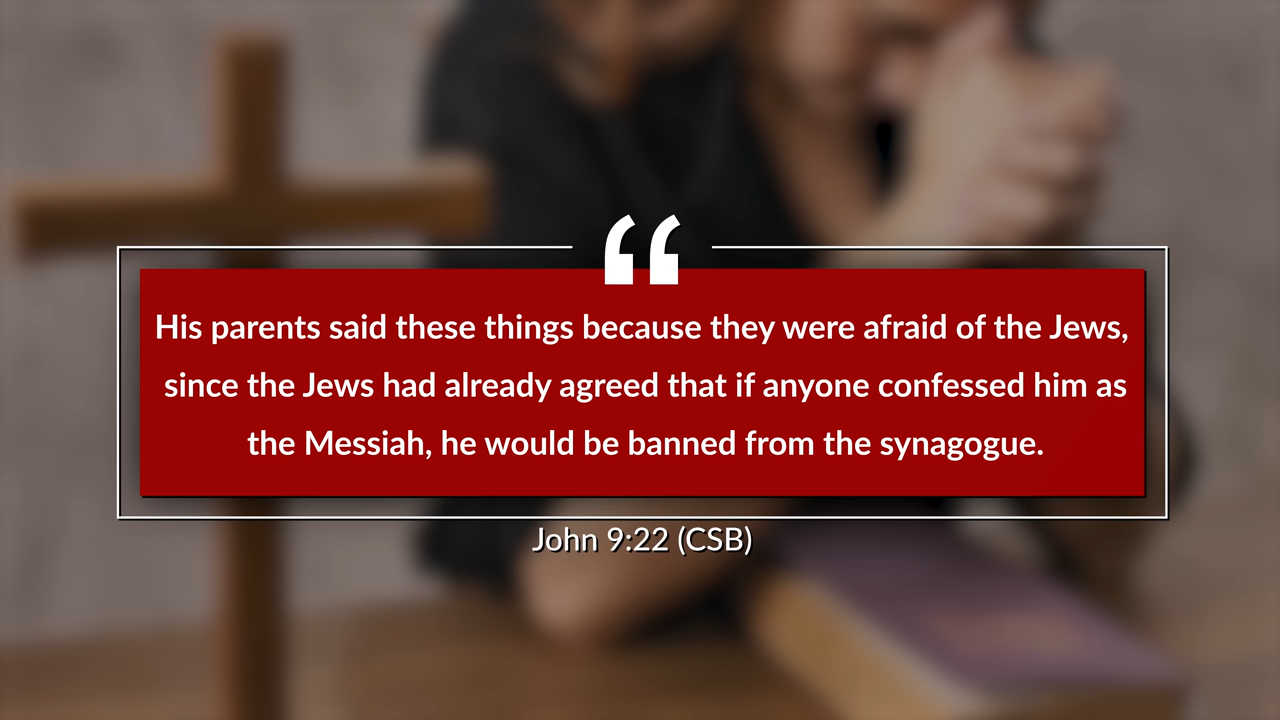 “
His parents said these things because they were afraid of the Jews,
since the Jews had already agreed that if anyone confessed him as
the Messiah, he would be banned from the synagogue.
John 9:22 (CSB)